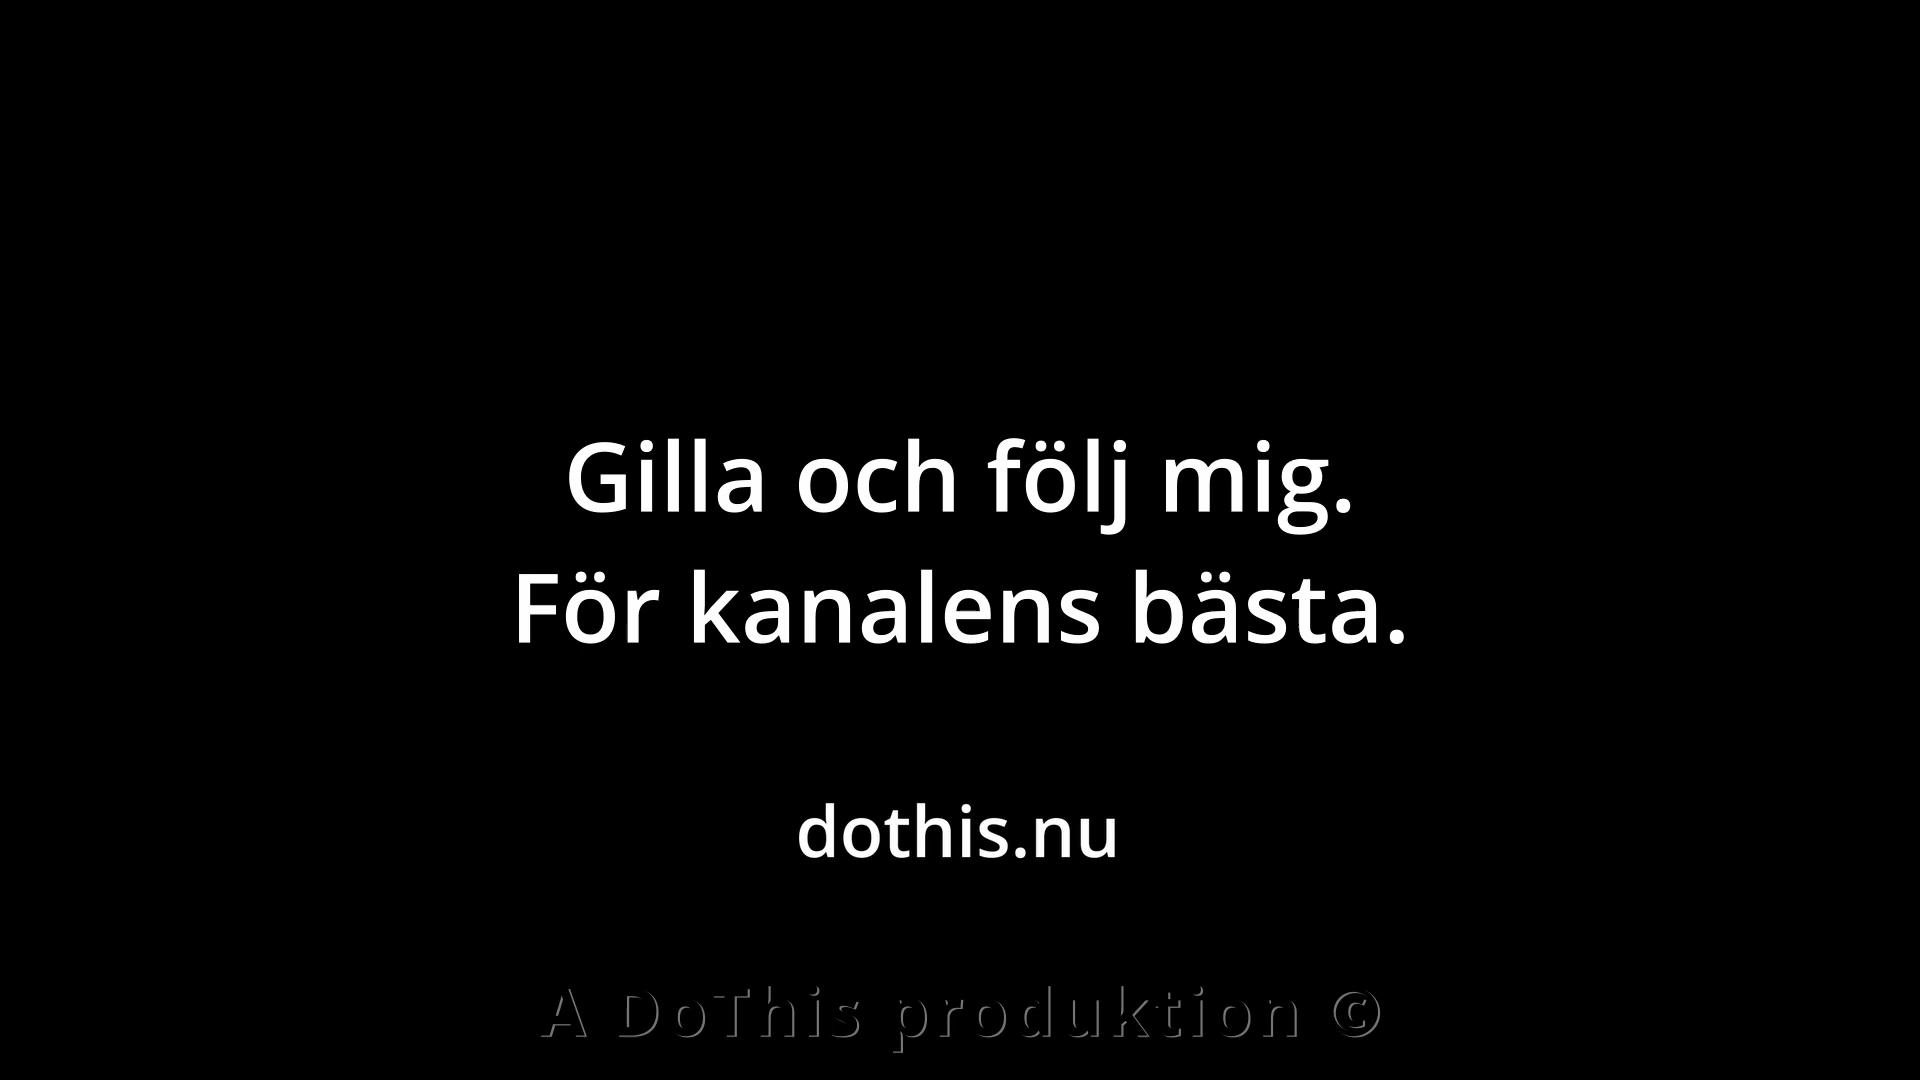 Gilla och följ mig.
För kanalens bästa.
dothis.nu
A DoThis produktion ©